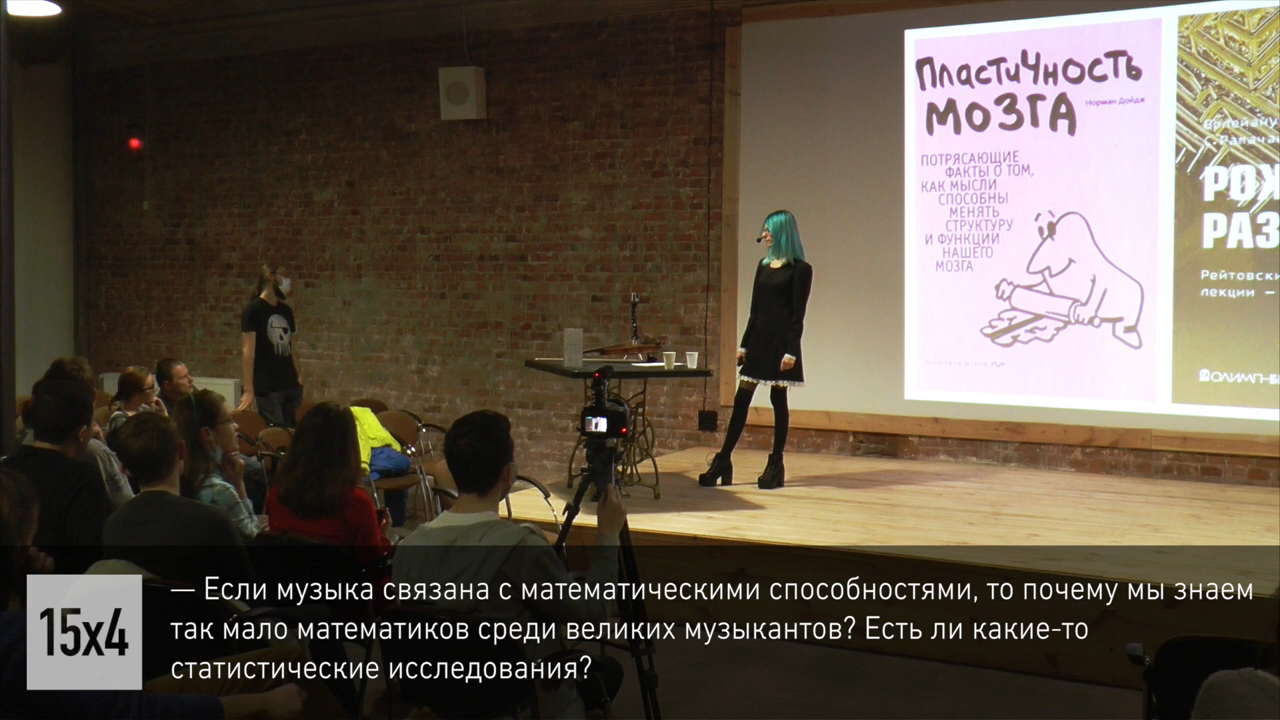 ПластиЧность
МОЗГА
Норман Дойдж
ПОТРЯСАЮЩИЕ
ФАКТЫ О ТОМ,
КАК МЫСЛИ
СПОСОБНЫ
МЕНЯТЬ
СТРУКТУРУ
И ФУНКЦИИ
НАШЕГО
МОЗГА
РОЖ
РАЗ
Рейтовски
лекции –
ОЛИМП–Б
— Если музыка связана с математическими способностями, то почему мы знаем
так мало математиков среди великих музыкантов? Есть ли какие-то
статистические исследования?
15x4